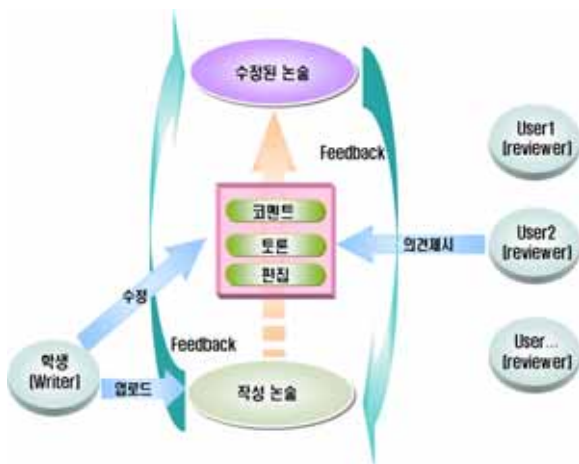 수정된 논술
User1
(reviewer)
Feedback
코멘트
토론
편집
의견제시
User2
(reviewer)
수정
Feedback
학생
(Writer)
업로드
작성 논술
User...
(reviewer)